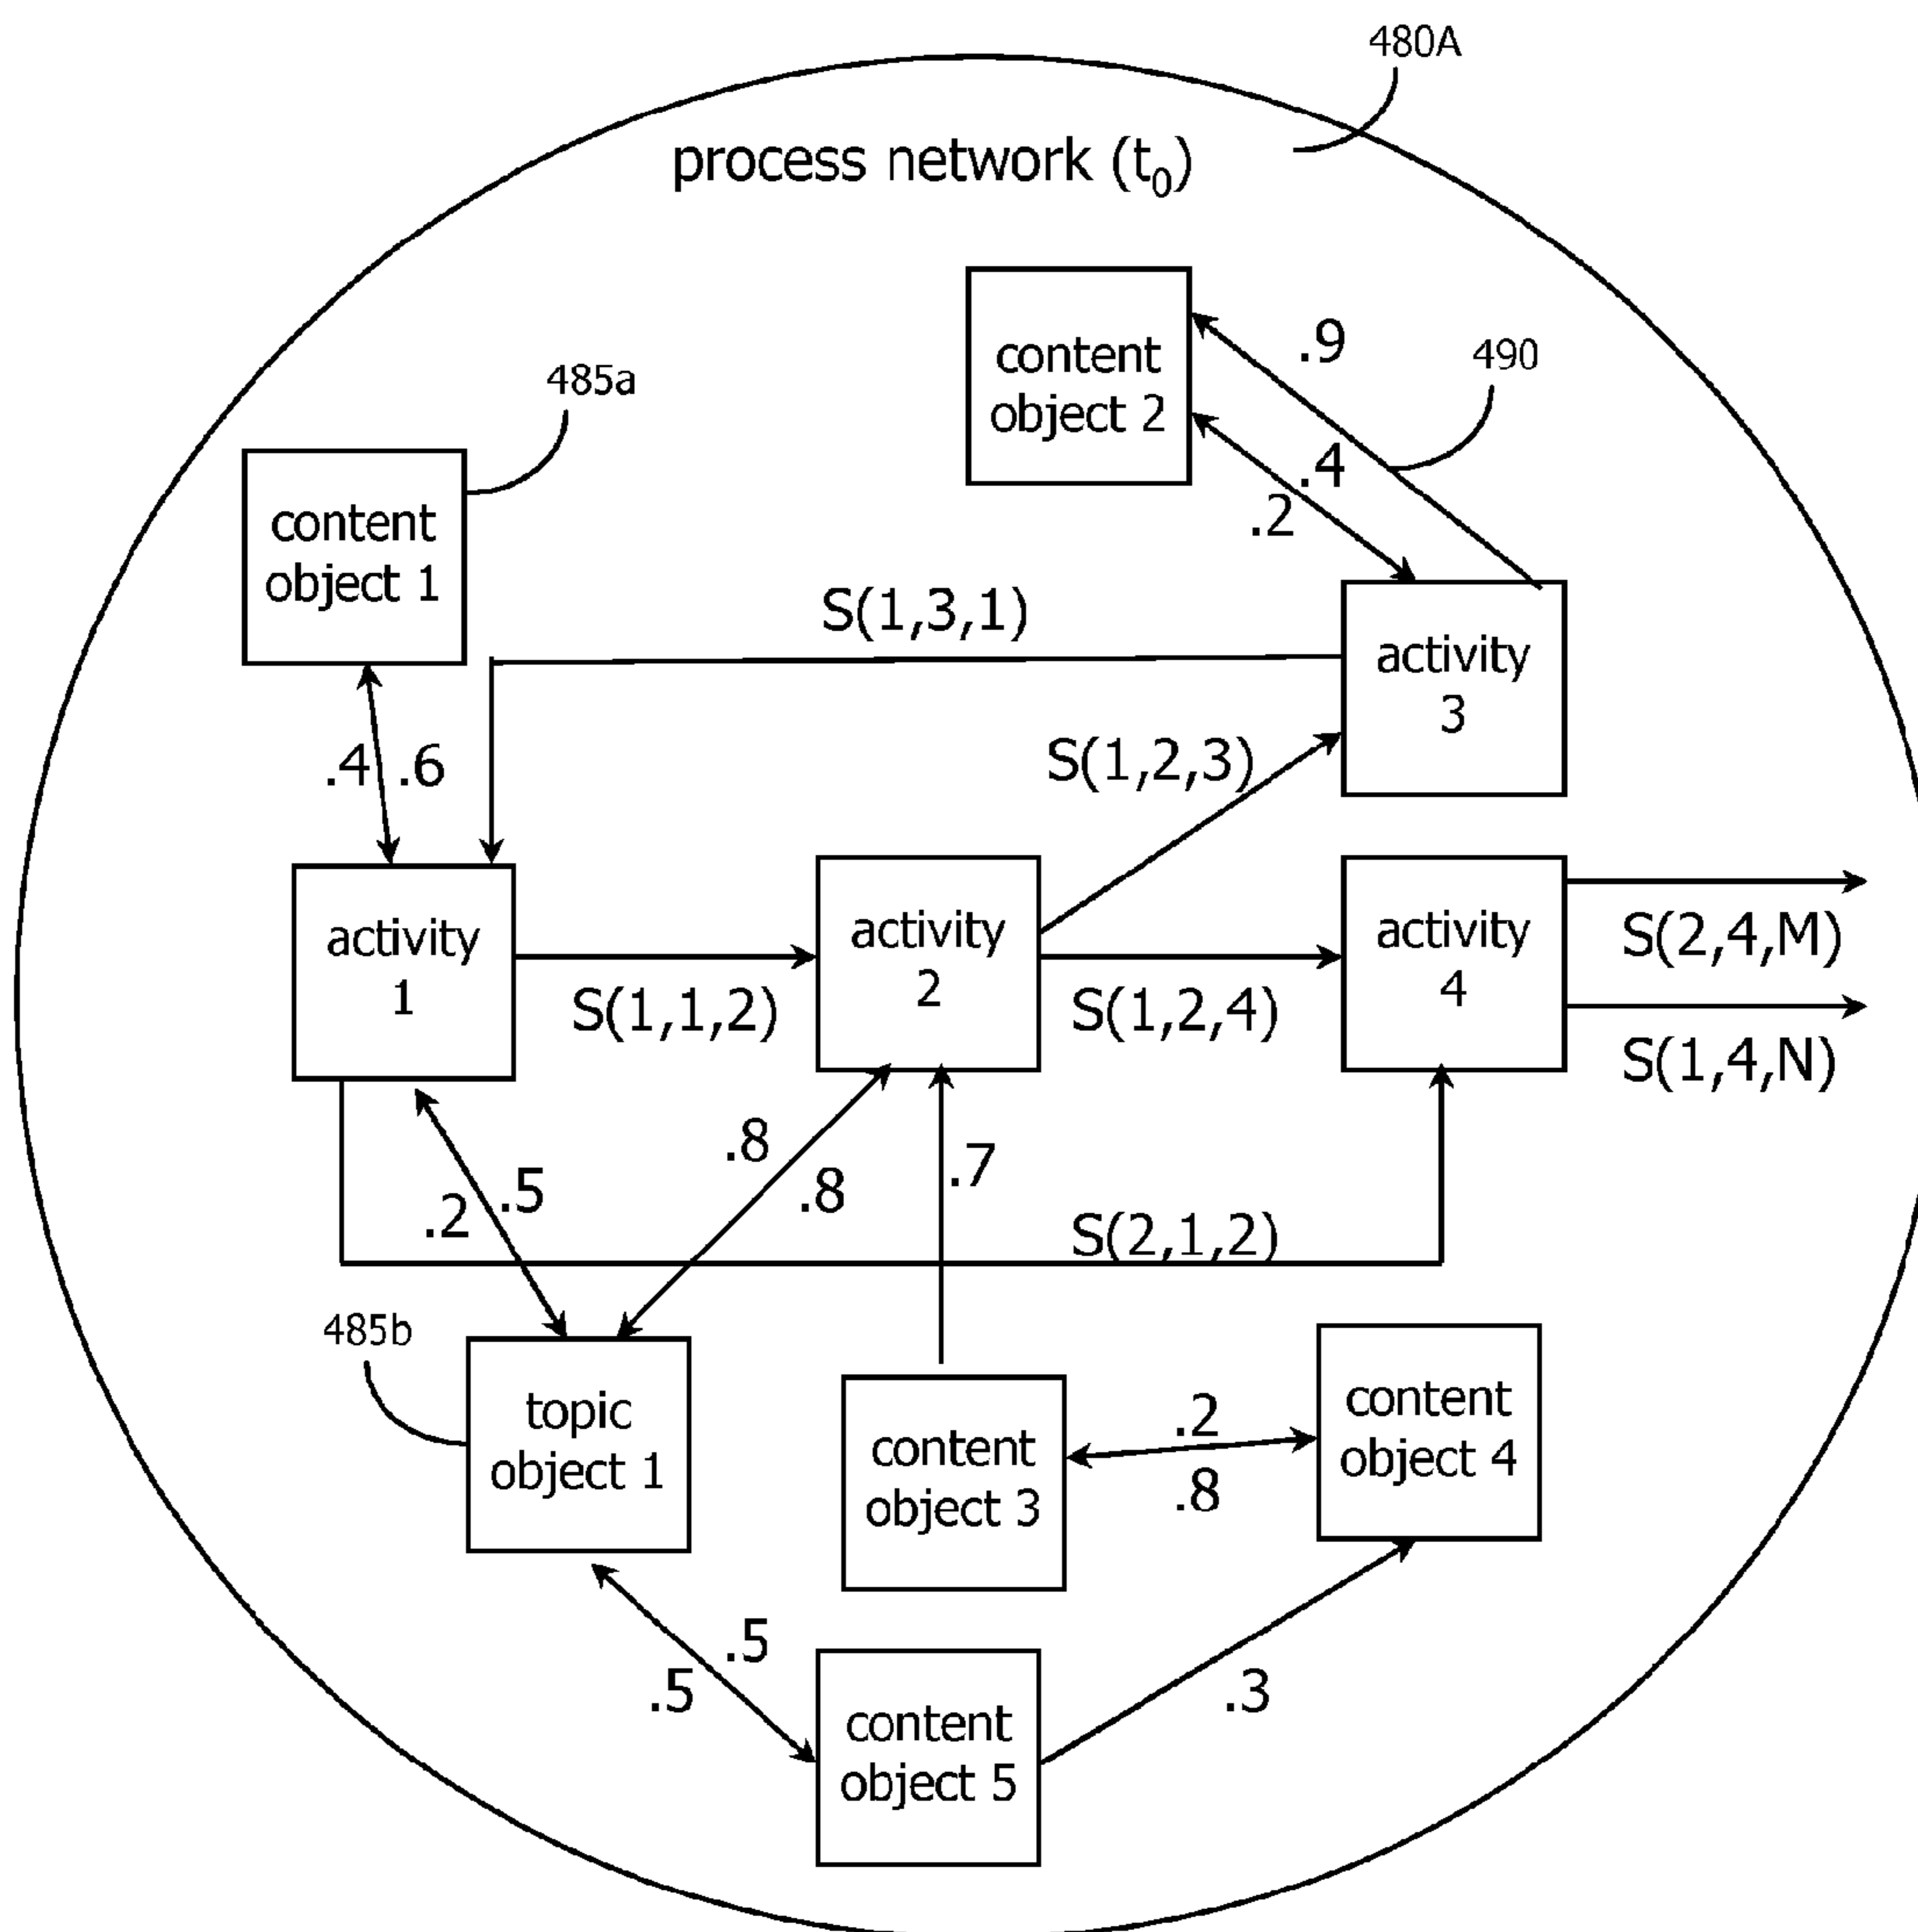 480A
process network (t0)
content
object 2
.9
490
.4
.2
485a
content
object 1
S(1,3,1)
activity
3
.4
.6
S(1,2,3)
activity
1
S(1,1,2)
activity
2
S(1,2,4)
activity
4
S(2,4,M)
S(1,4,N)
.2
.5
.8
.8
.7
S(2,1,2)
485b
topic
object 1
content
object 3
.2
.8
content
object 4
.5
.5
content
object 5
.3